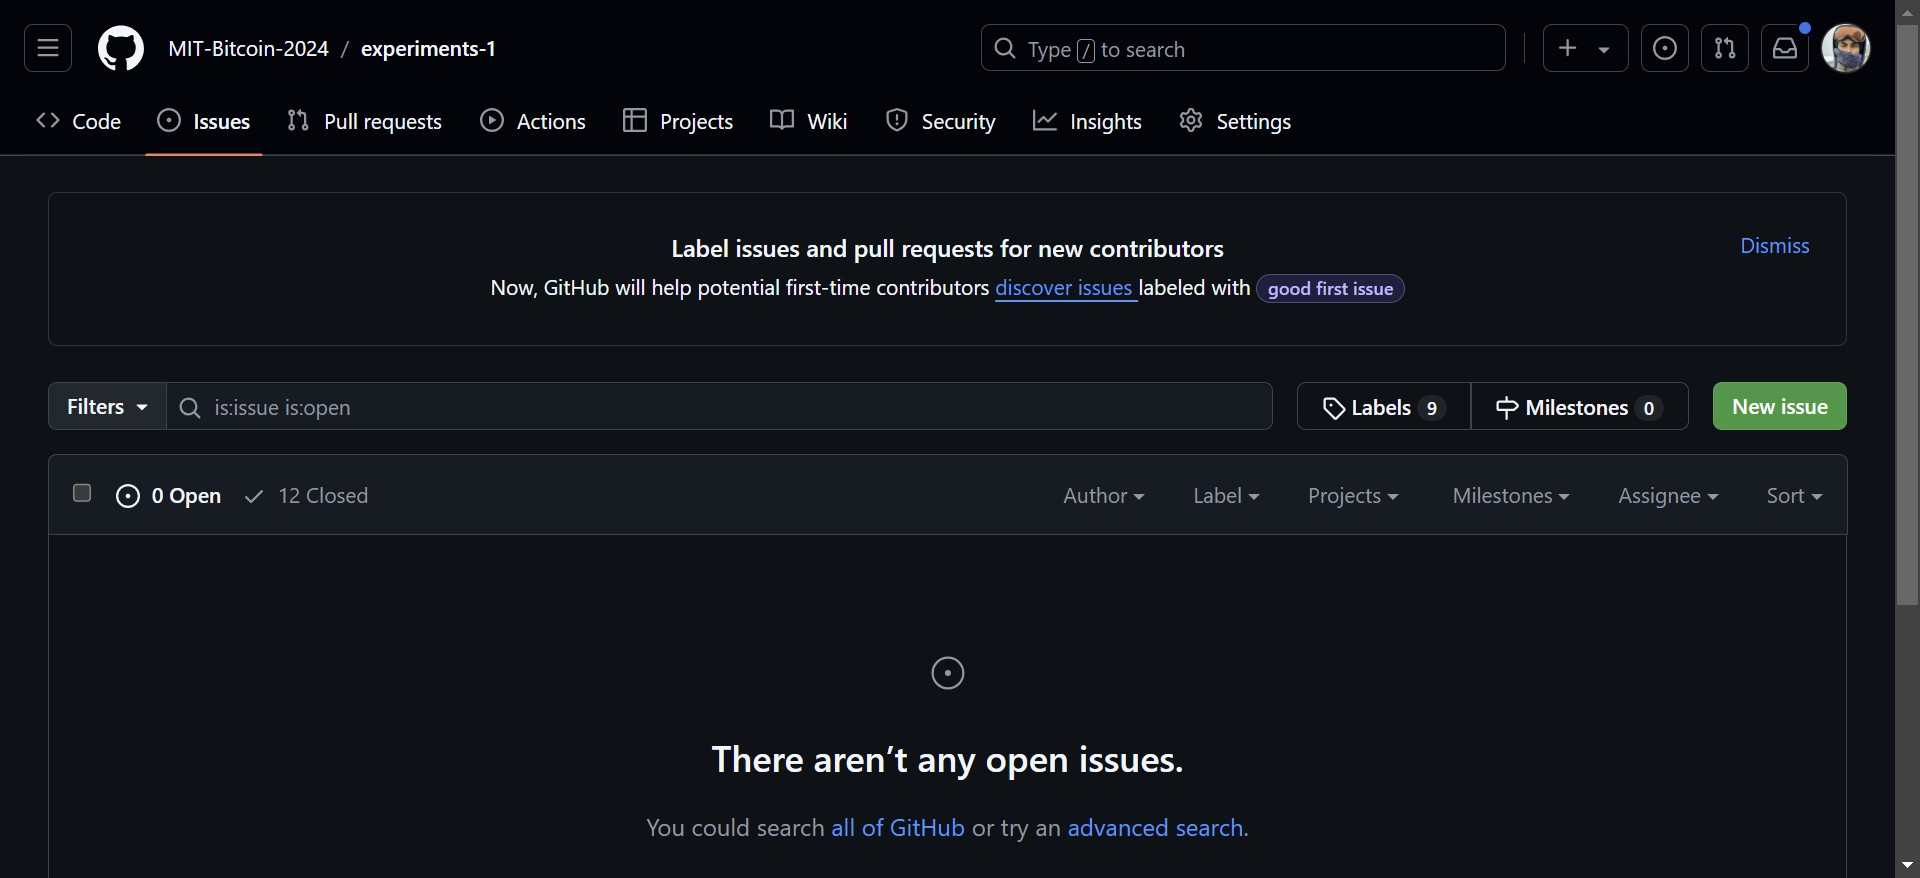 MIT-Bitcoin-2024 / experiments-1
Type / to search
Code Issues Pull requests Actions Projects Wiki Security Insights Settings
Label issues and pull requests for new contributors
Dismiss
Now, GitHub will help potential first-time contributors discover issues labeled with good first issue
Filters is:issue is:open Labels 9 Milestones 0 New issue
0 Open 12 Closed Author Label Projects Milestones Assignee Sort
There aren’t any open issues.
You could search all of GitHub or try an advanced search.